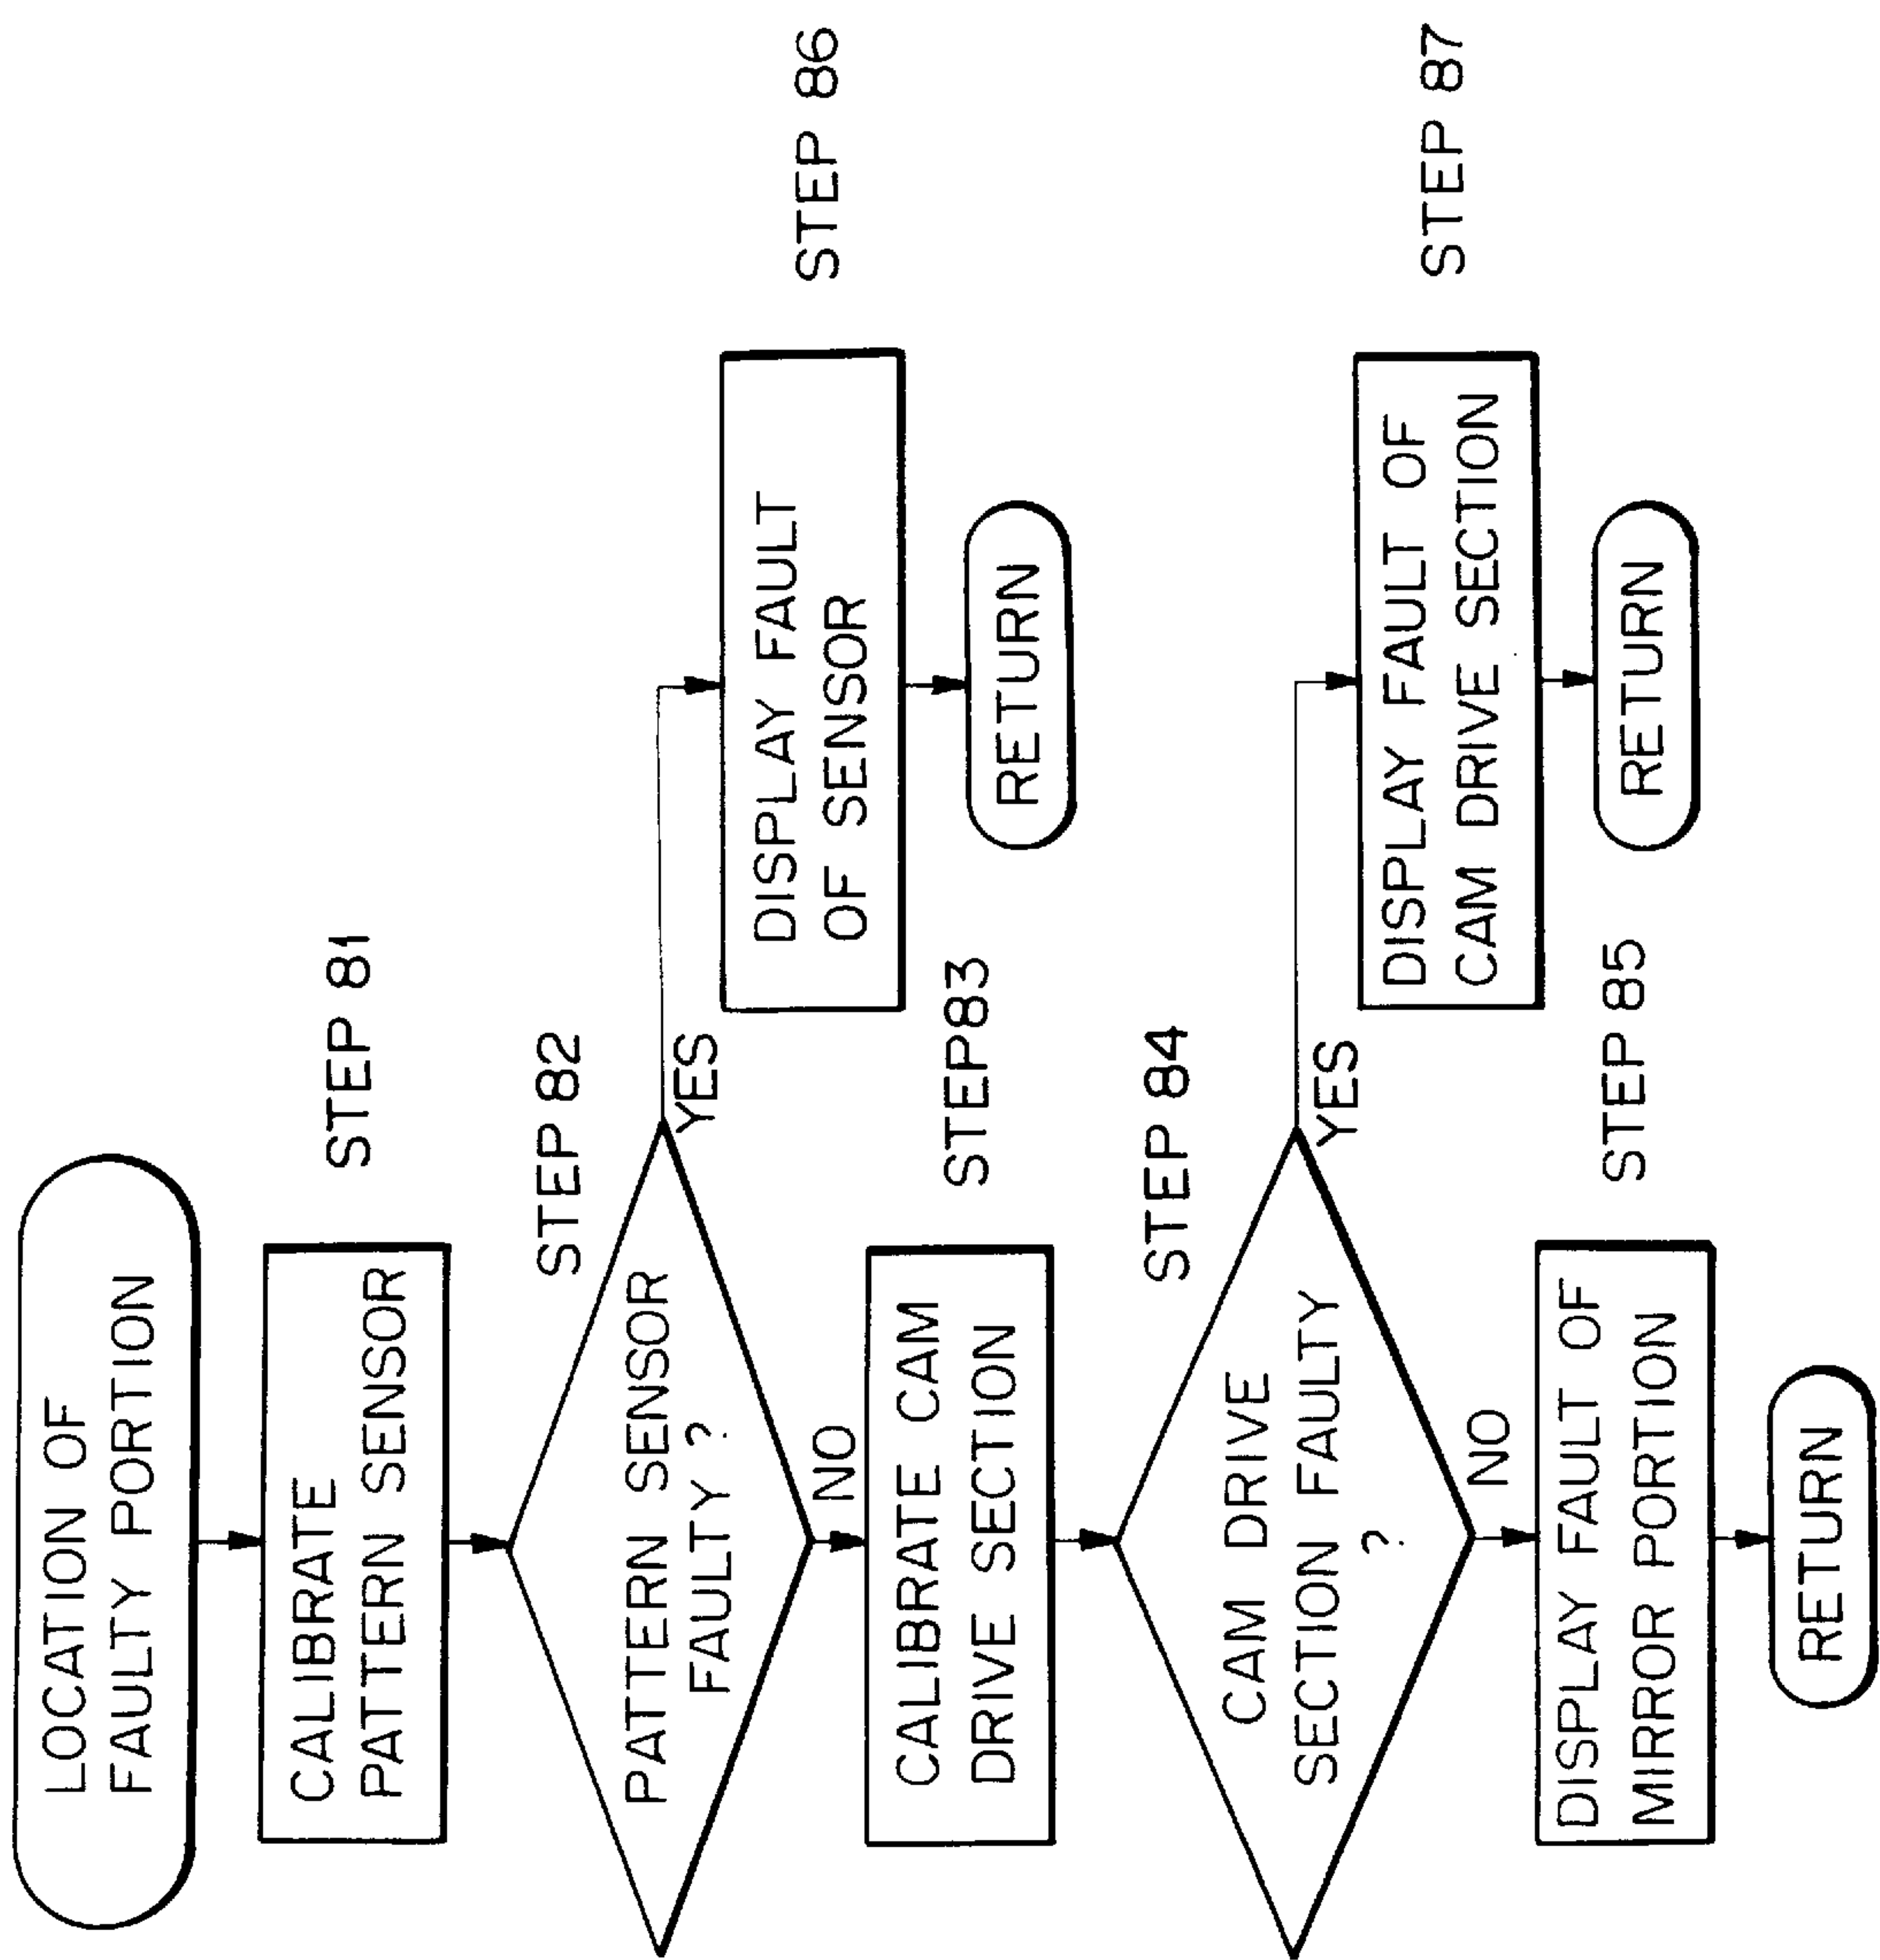 LOCATION OF
FAULTY PORTION
STEP 81
CALIBRATE
PATTERN SENSOR
STEP 82
PATTERN SENSOR
FAULTY ?
YES
NO
STEP 86
DISPLAY FAULT
OF SENSOR
RETURN
STEP83
CALIBRATE CAM
DRIVE SECTION
STEP 84
CAM DRIVE
SECTION FAULTY
?
YES
NO
STEP 87
DISPLAY FAULT OF
CAM DRIVE SECTION
RETURN
STEP 85
DISPLAY FAULT OF
MIRROR PORTION
RETURN